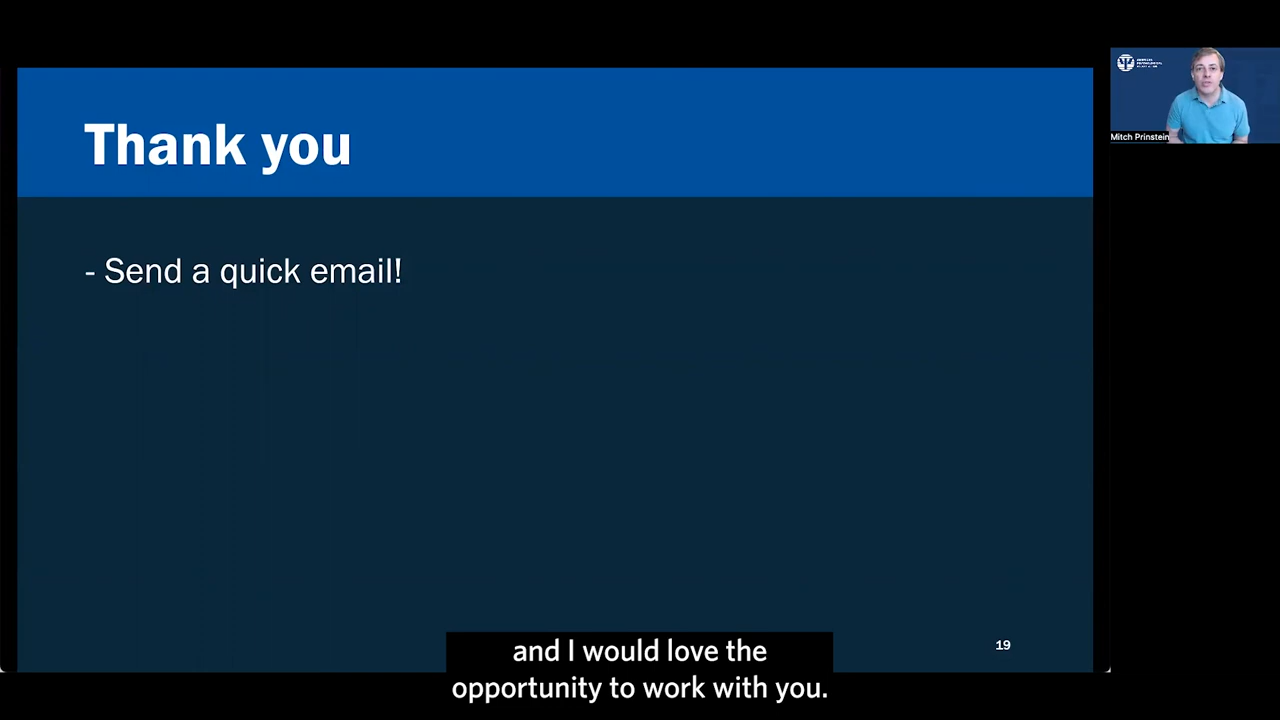 Thank you
- Send a quick email!
19
Mitch Prinstein
and I would love the
opportunity to work with you.